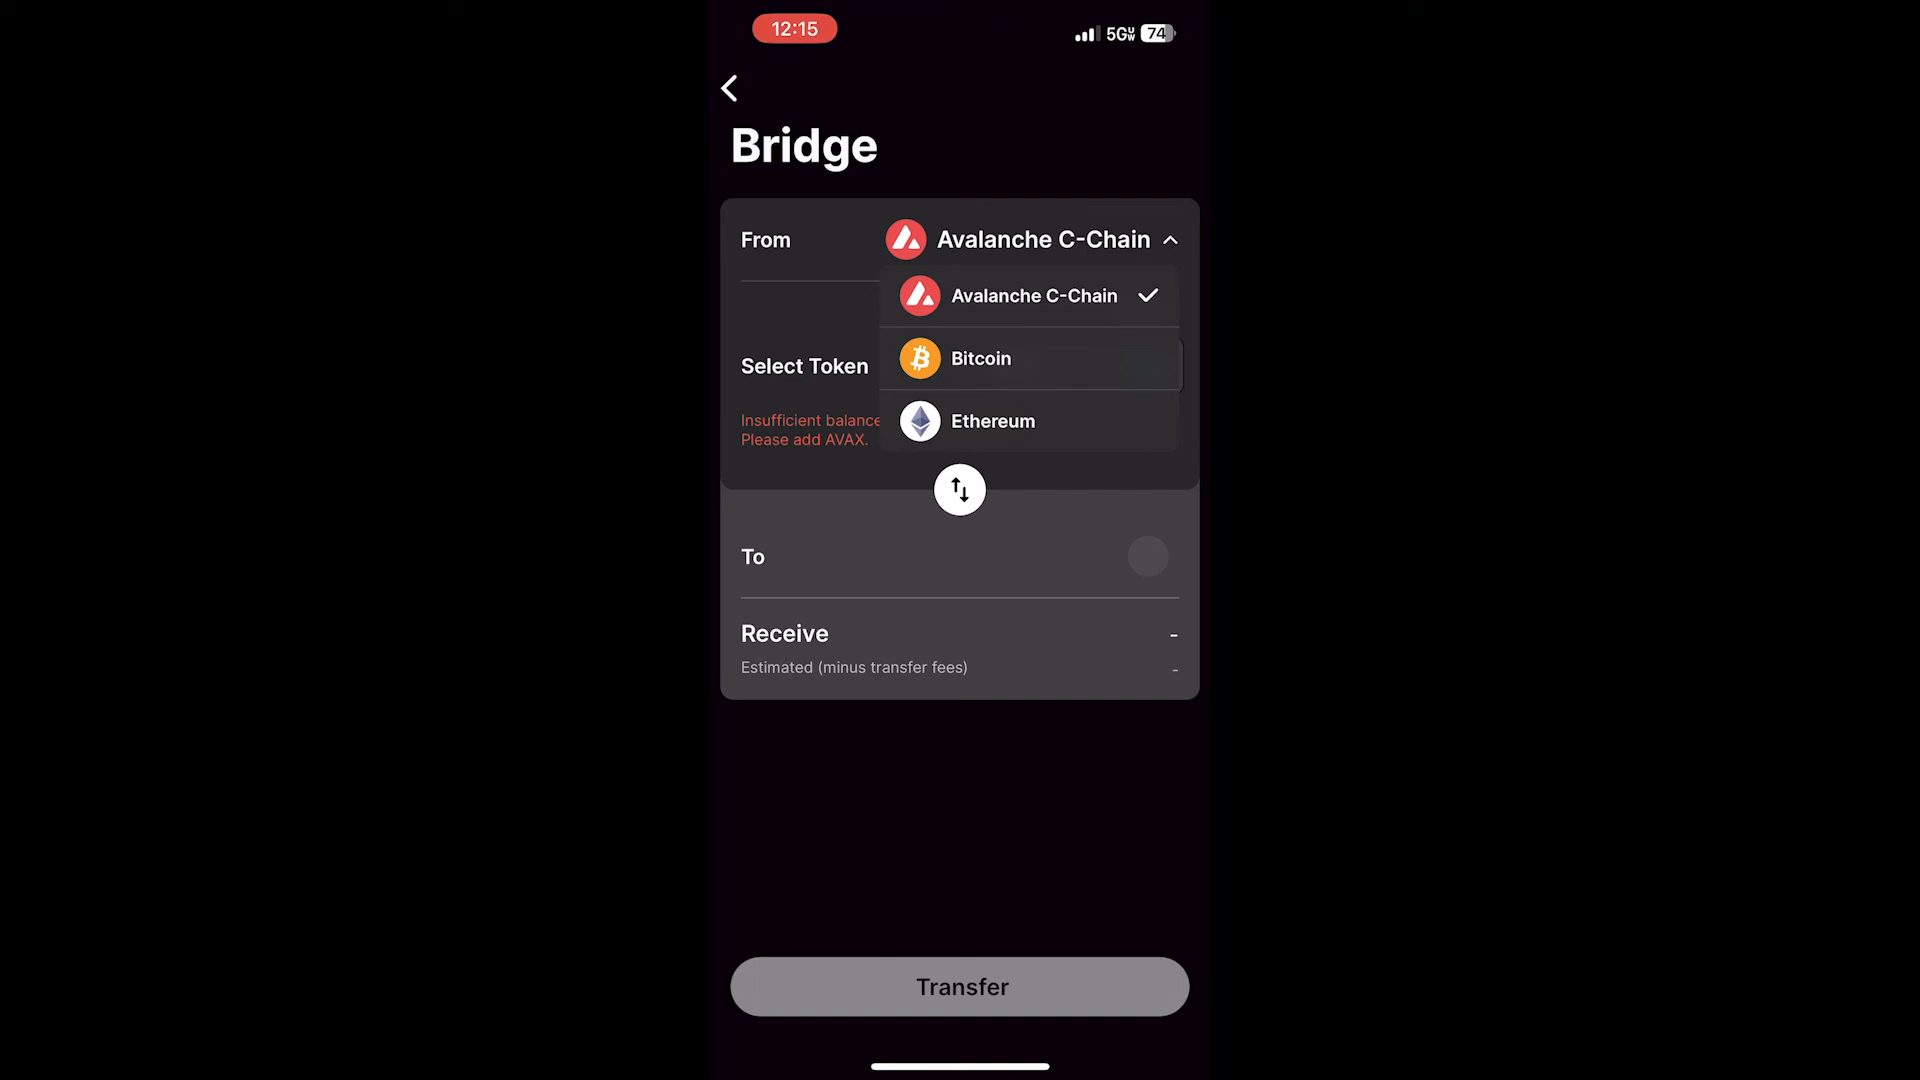 12:15
5G UW 74
Bridge
From
Avalanche C-Chain
Avalanche C-Chain
Bitcoin
Select Token
Insufficient balance
Please add AVAX.
Ethereum
To
Receive
-
Estimated (minus transfer fees)
-
Transfer